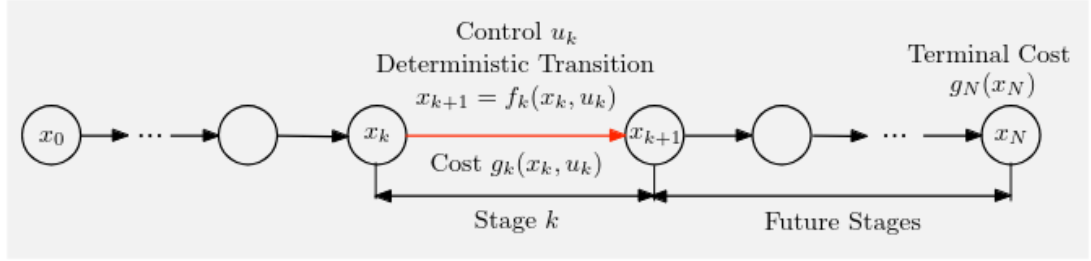 Control $u_k$
Deterministic Transition
$x_{k+1} = f_k(x_k, u_k)$
Terminal Cost
$g_N(x_N)$
$x_0$ ··· $x_k$ $x_{k+1}$ ··· $x_N$
Cost $g_k(x_k, u_k)$
Stage $k$ Future Stages